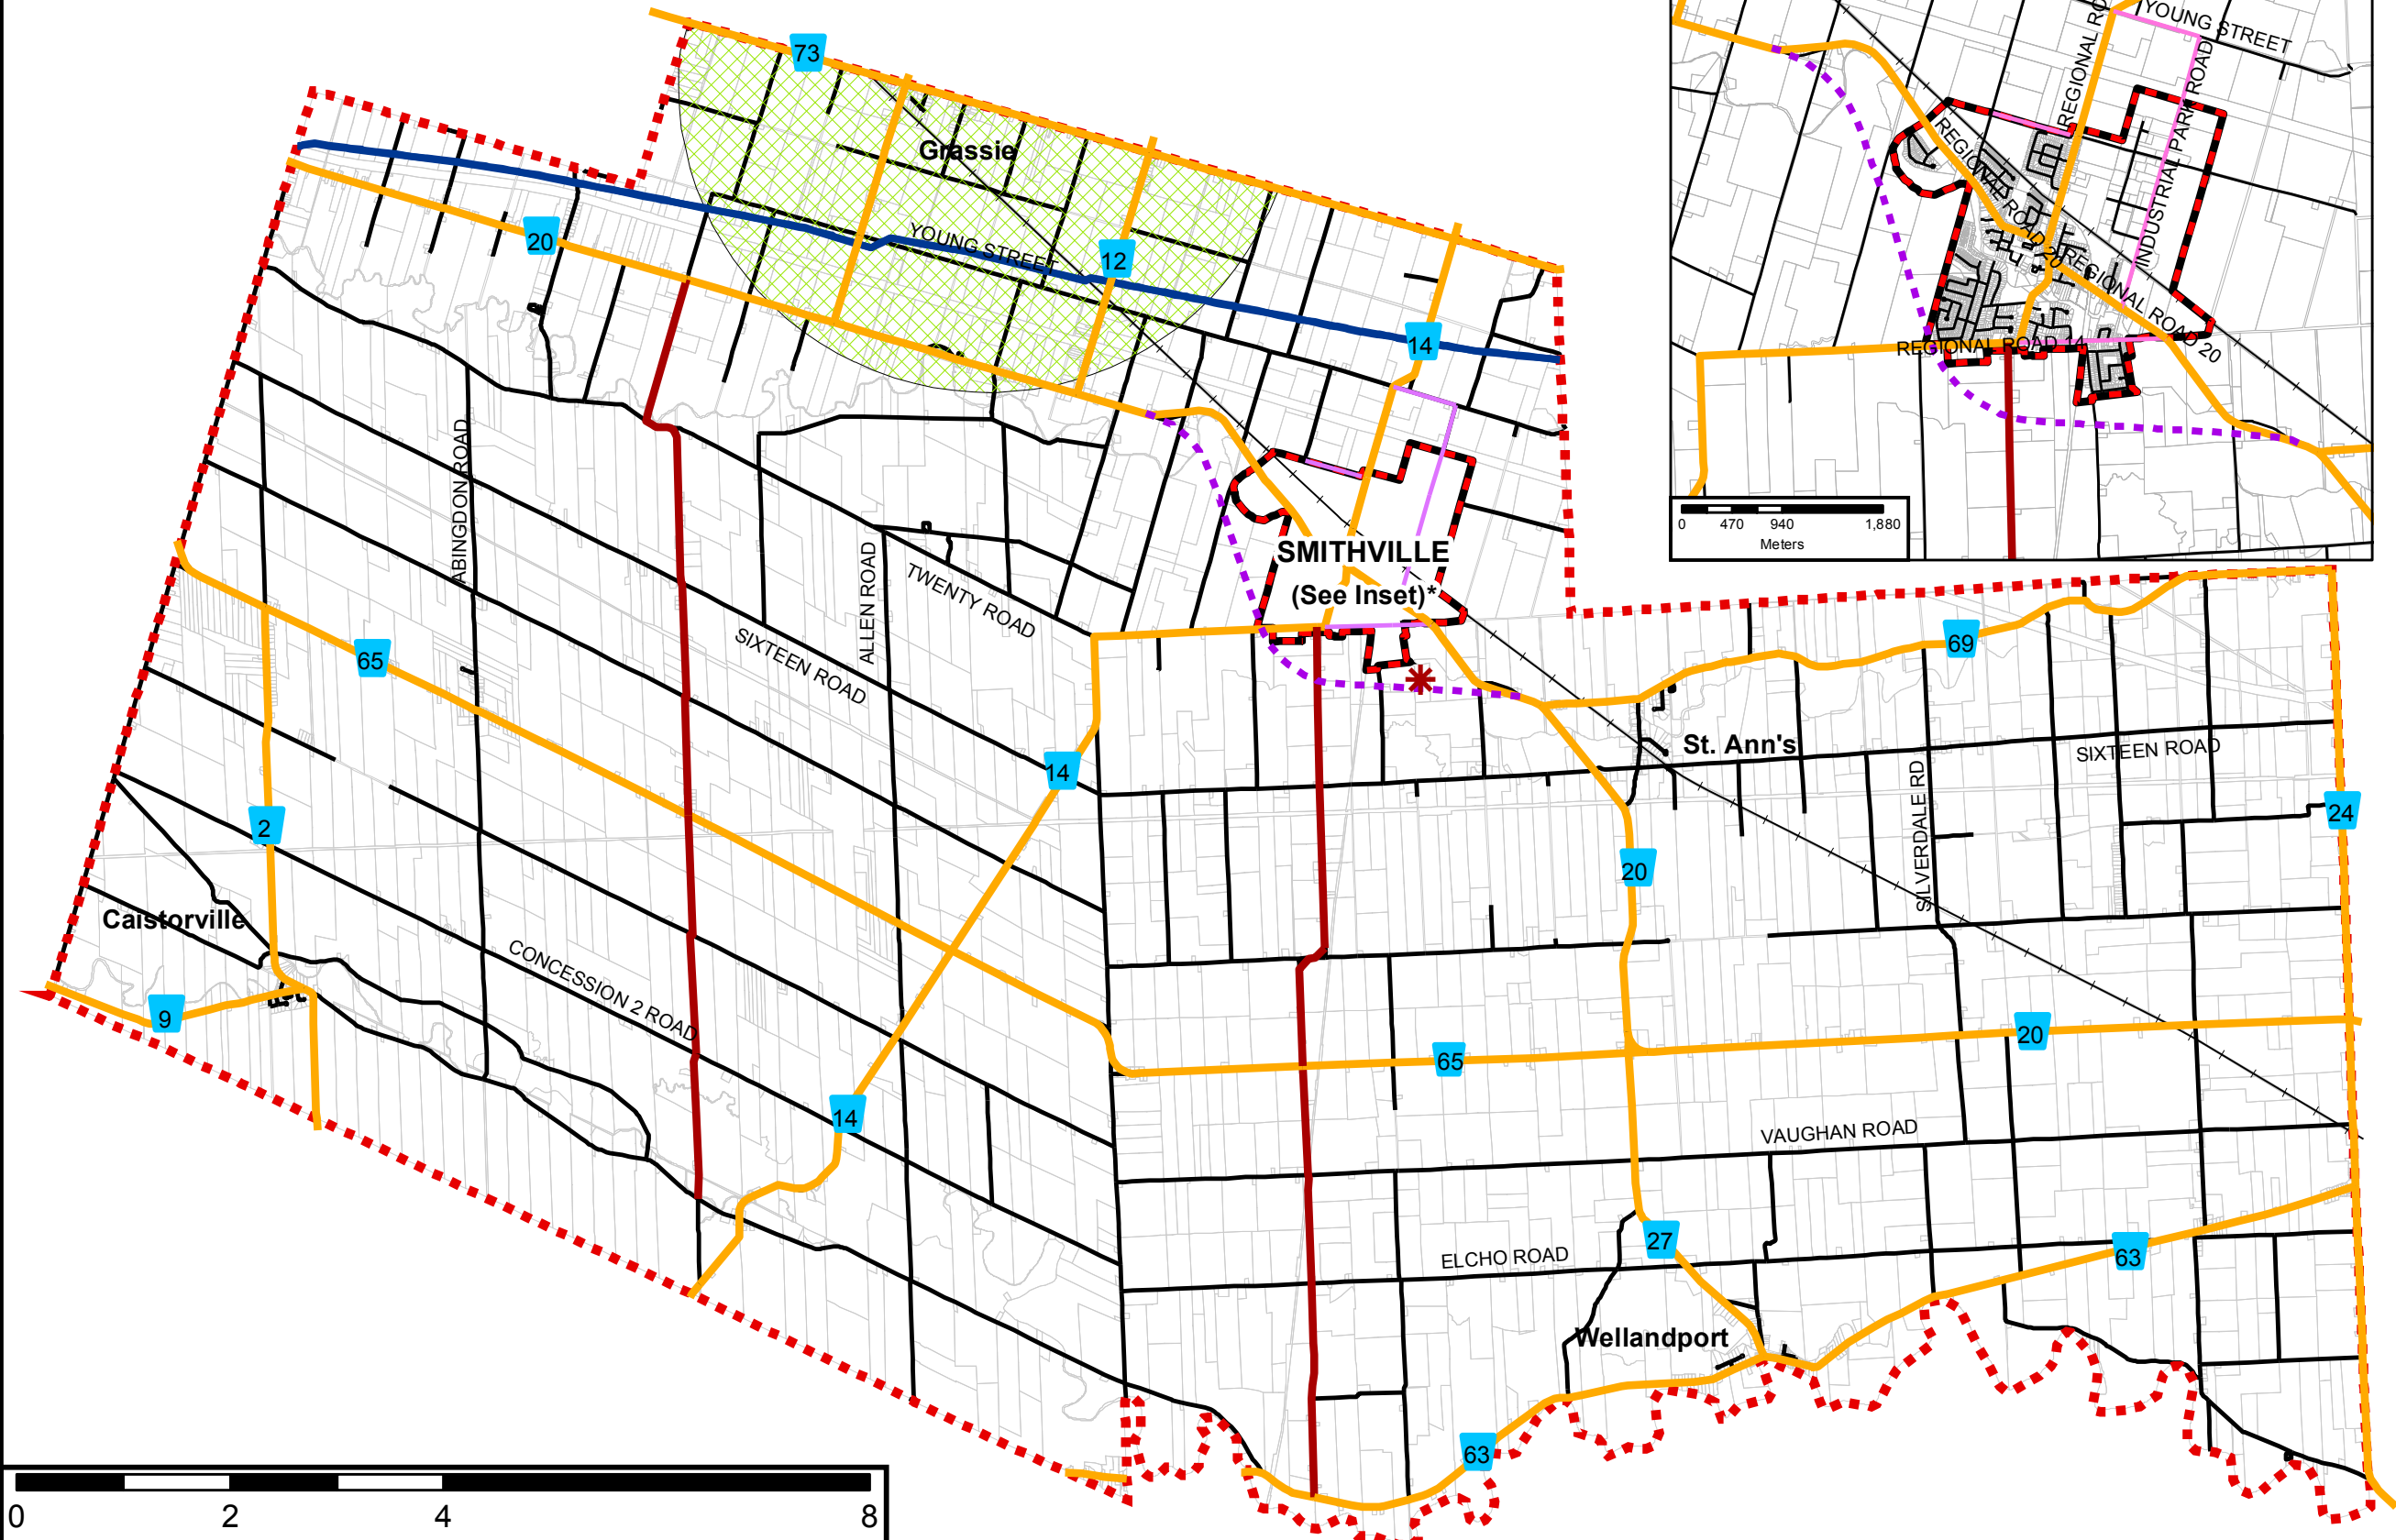 73
Grassie
20
YOUNG STREET
12
14
ABINGDON ROAD
ALLEN ROAD
TWENTY ROAD
SIXTEEN ROAD
SMITHVILLE
(See Inset)*
65
14
69
St. Ann's
SIXTEEN ROAD
SILVERDALE RD
24
2
20
Caistorville
CONCESSION 2 ROAD
9
65
20
14
VAUGHAN ROAD
ELCHO ROAD
27
63
Wellandport
63
0 2 4 8
YOUNG STREET
REGIONAL RO
INDUSTRIAL PARK ROAD
REGIONAL ROAD 20
REGIONAL ROAD 20
REGIONAL ROAD 14
0 470 940 1,880
Meters